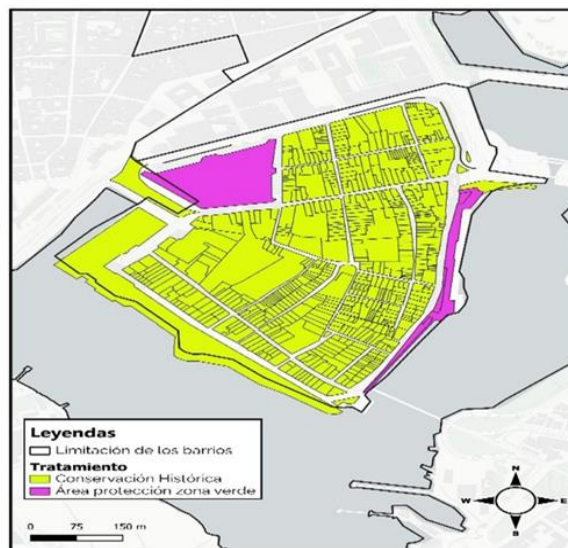 Leyendas
Limitación de los barrios
Tratamiento
Conservación Histórica
Área protección zona verde
0 75 150 m
N
W E
S